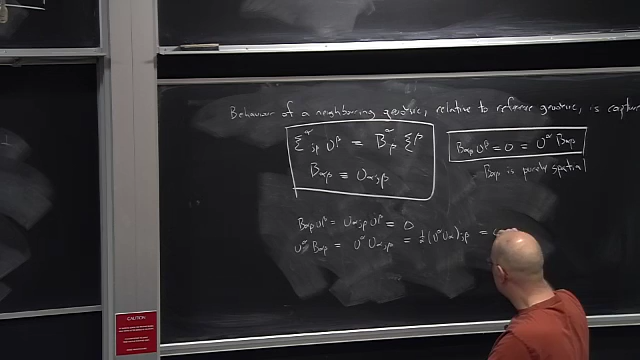 Behaviour of a neighbouring geodesic, relative to reference geodesic, is captur
ξ^α_{;β} U^β = B^α_β ξ^β
B_{αβ} ≡ U_{α;β}
B_{αβ} U^β = 0 = U^α B_{αβ}
B_{αβ} is purely spatial
B_{αβ} U^β = U_{α;β} U^β = 0
U^α B_{αβ} = U^α U_{α;β} = ½ (U^α U_α)_{;β} =
CAUTION